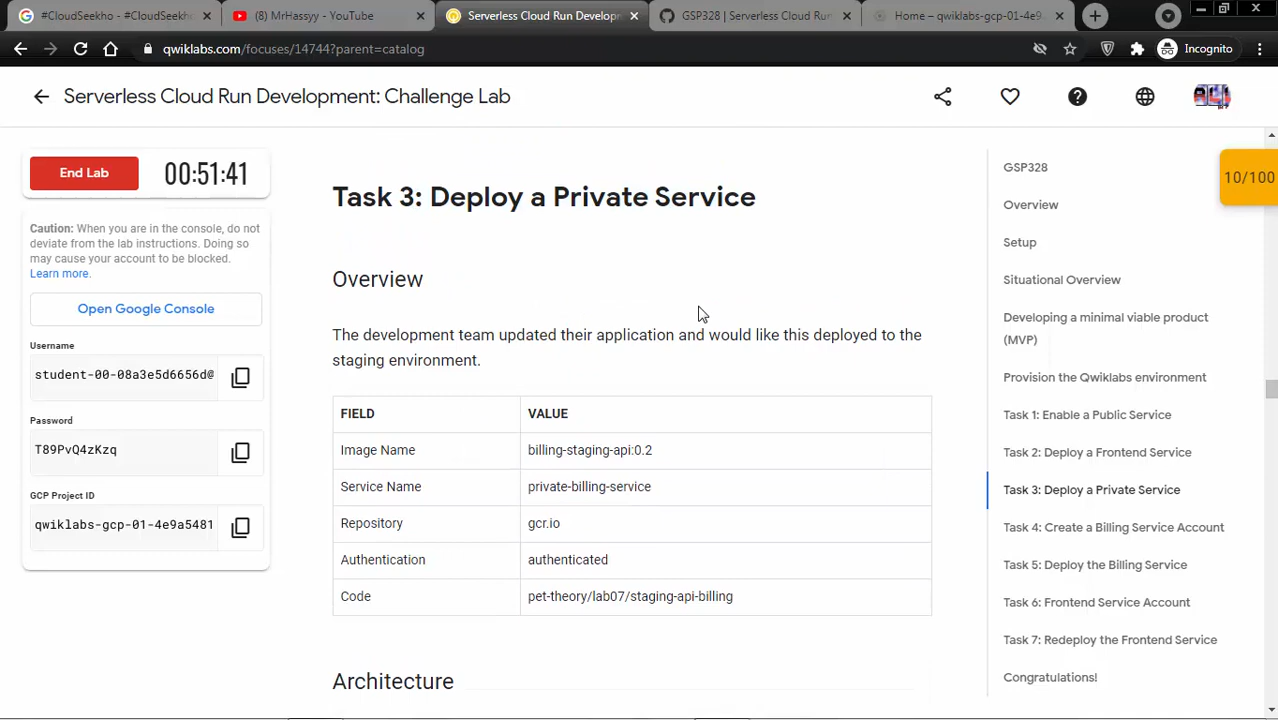 #CloudSeekho - #CloudSeekh
(8) MrHassyy - YouTube
Serverless Cloud Run Developm
GSP328 | Serverless Cloud Run
Home – qwiklabs-gcp-01-4e9
qwiklabs.com/focuses/14744?parent=catalog
Incognito
Serverless Cloud Run Development: Challenge Lab
End Lab
00:51:41
Caution: When you are in the console, do not
deviate from the lab instructions. Doing so
may cause your account to be blocked.
Learn more.
Open Google Console
Username
student-00-08a3e5d6656d@
Password
T89PvQ4zKzq
GCP Project ID
qwiklabs-gcp-01-4e9a5481
Task 3: Deploy a Private Service
Overview
The development team updated their application and would like this deployed to the
staging environment.
FIELD VALUE
Image Name billing-staging-api:0.2
Service Name private-billing-service
Repository gcr.io
Authentication authenticated
Code pet-theory/lab07/staging-api-billing
Architecture
GSP328
Overview
Setup
Situational Overview
Developing a minimal viable product
(MVP)
Provision the Qwiklabs environment
Task 1: Enable a Public Service
Task 2: Deploy a Frontend Service
Task 3: Deploy a Private Service
Task 4: Create a Billing Service Account
Task 5: Deploy the Billing Service
Task 6: Frontend Service Account
Task 7: Redeploy the Frontend Service
Congratulations!
10/100